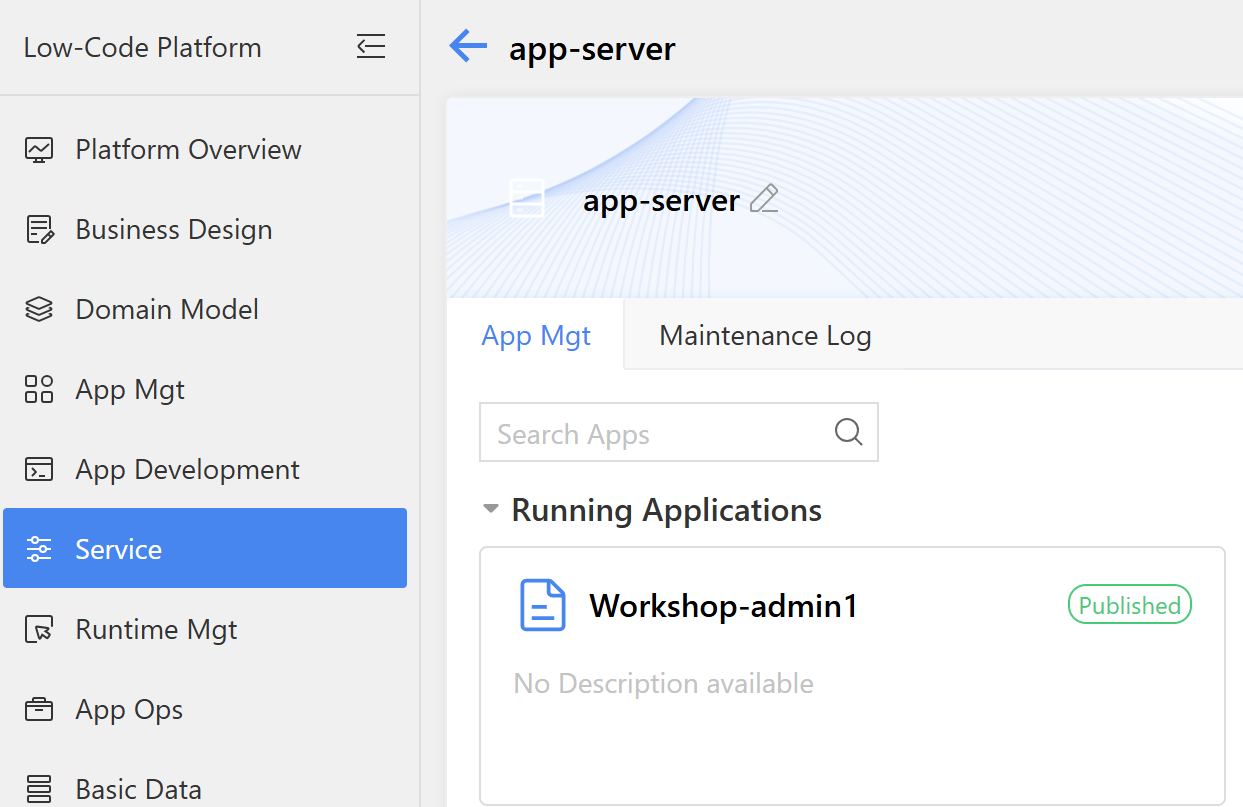 Low-Code Platform
Platform Overview
Business Design
Domain Model
App Mgt
App Development
Service
Runtime Mgt
App Ops
Basic Data
app-server
app-server
App Mgt
Maintenance Log
Search Apps
Running Applications
Workshop-admin1
Published
No Description available